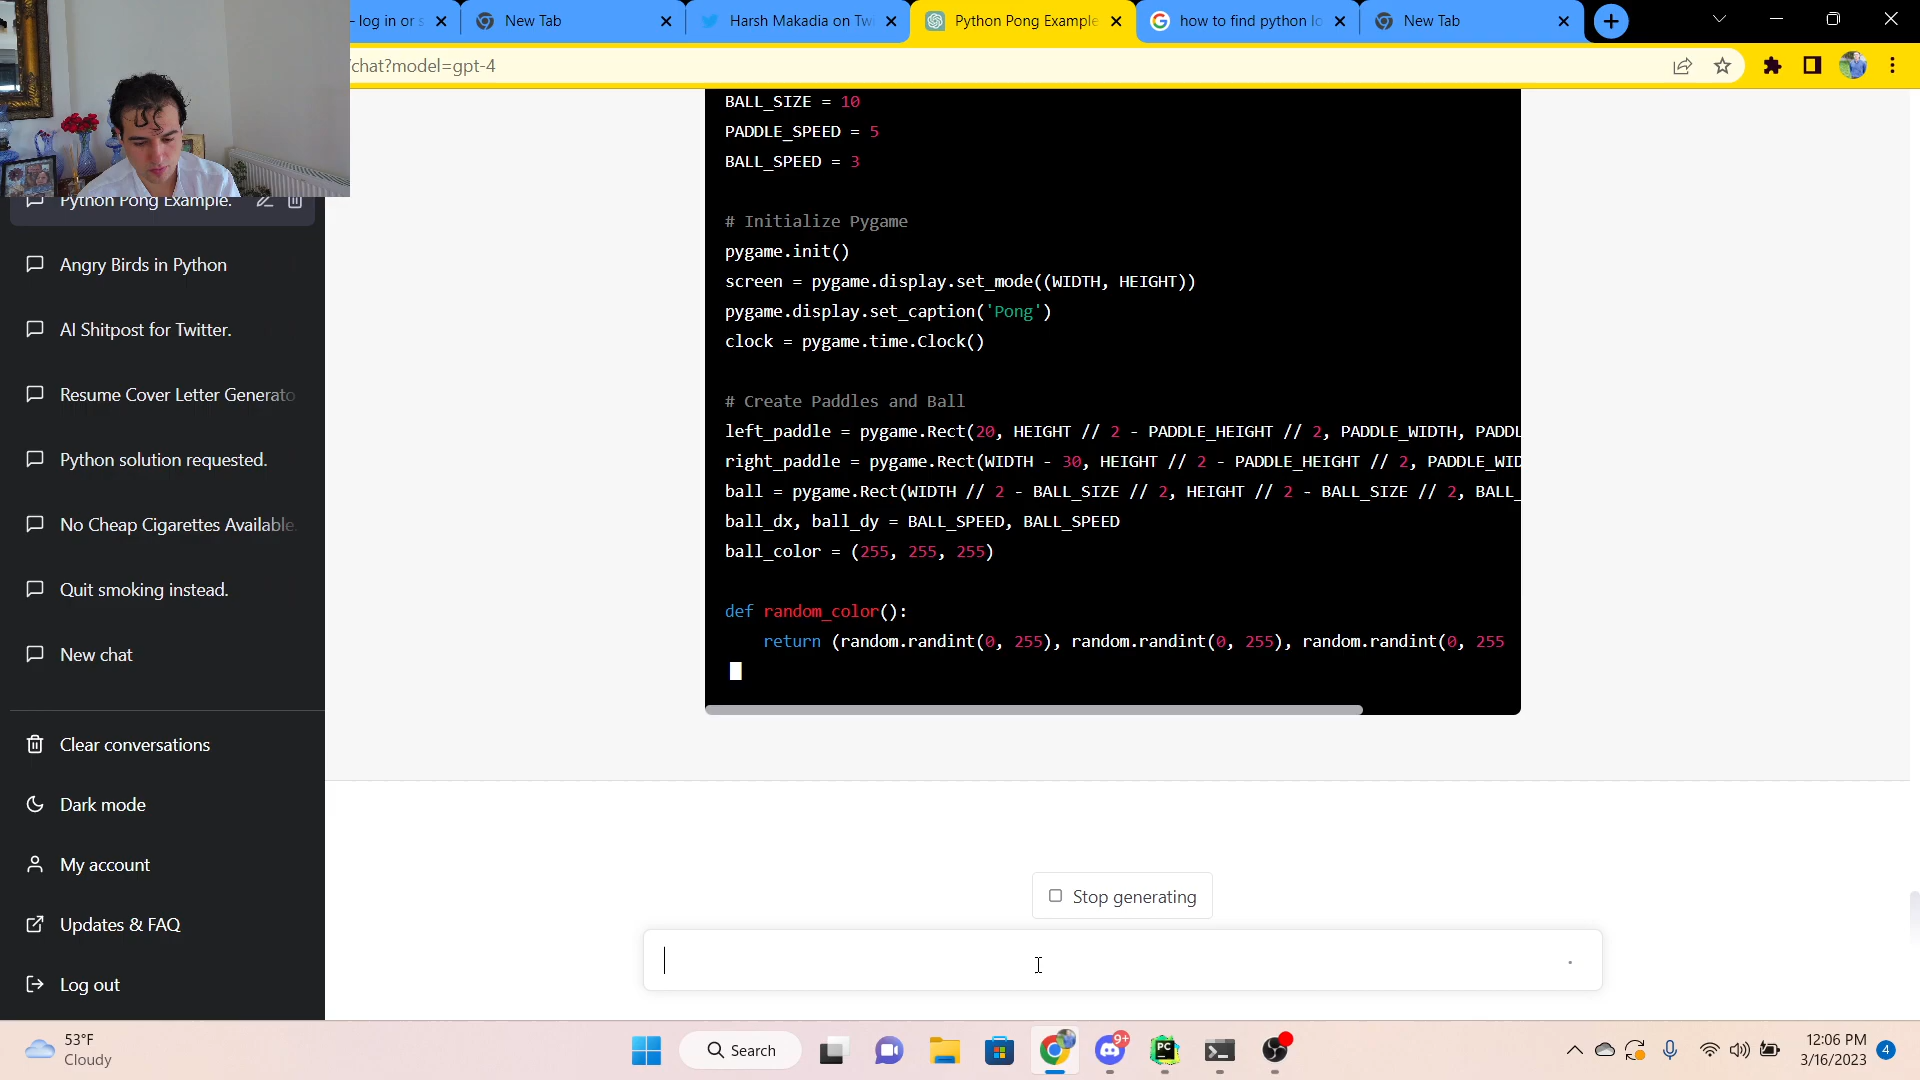 - log in or s
New Tab
Harsh Makadia on Twi
Python Pong Example
how to find python lo
New Tab
/chat?model=gpt-4
Python Pong Example.
Angry Birds in Python
AI Shitpost for Twitter.
Resume Cover Letter Generato
Python solution requested.
No Cheap Cigarettes Available.
Quit smoking instead.
New chat
Clear conversations
Dark mode
My account
Updates & FAQ
Log out
BALL_SIZE = 10
PADDLE_SPEED = 5
BALL_SPEED = 3
# Initialize Pygame
pygame.init()
screen = pygame.display.set_mode((WIDTH, HEIGHT))
pygame.display.set_caption('Pong')
clock = pygame.time.Clock()
# Create Paddles and Ball
left_paddle = pygame.Rect(20, HEIGHT // 2 - PADDLE_HEIGHT // 2, PADDLE_WIDTH, PADDL
right_paddle = pygame.Rect(WIDTH - 30, HEIGHT // 2 - PADDLE_HEIGHT // 2, PADDLE_WID
ball = pygame.Rect(WIDTH // 2 - BALL_SIZE // 2, HEIGHT // 2 - BALL_SIZE // 2, BALL_
ball_dx, ball_dy = BALL_SPEED, BALL_SPEED
ball_color = (255, 255, 255)
def random_color():
    return (random.randint(0, 255), random.randint(0, 255), random.randint(0, 255
Stop generating
53°F
Cloudy
Search
9+
PC
12:06 PM
3/16/2023
4